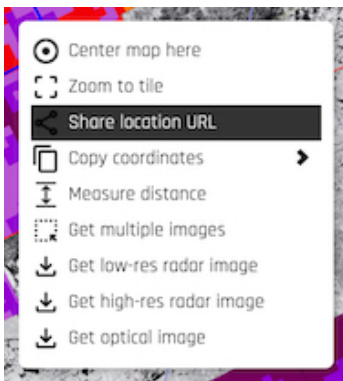 Center map here
Zoom to tile
Share location URL
Copy coordinates
Measure distance
Get multiple images
Get low-res radar image
Get high-res radar image
Get optical image